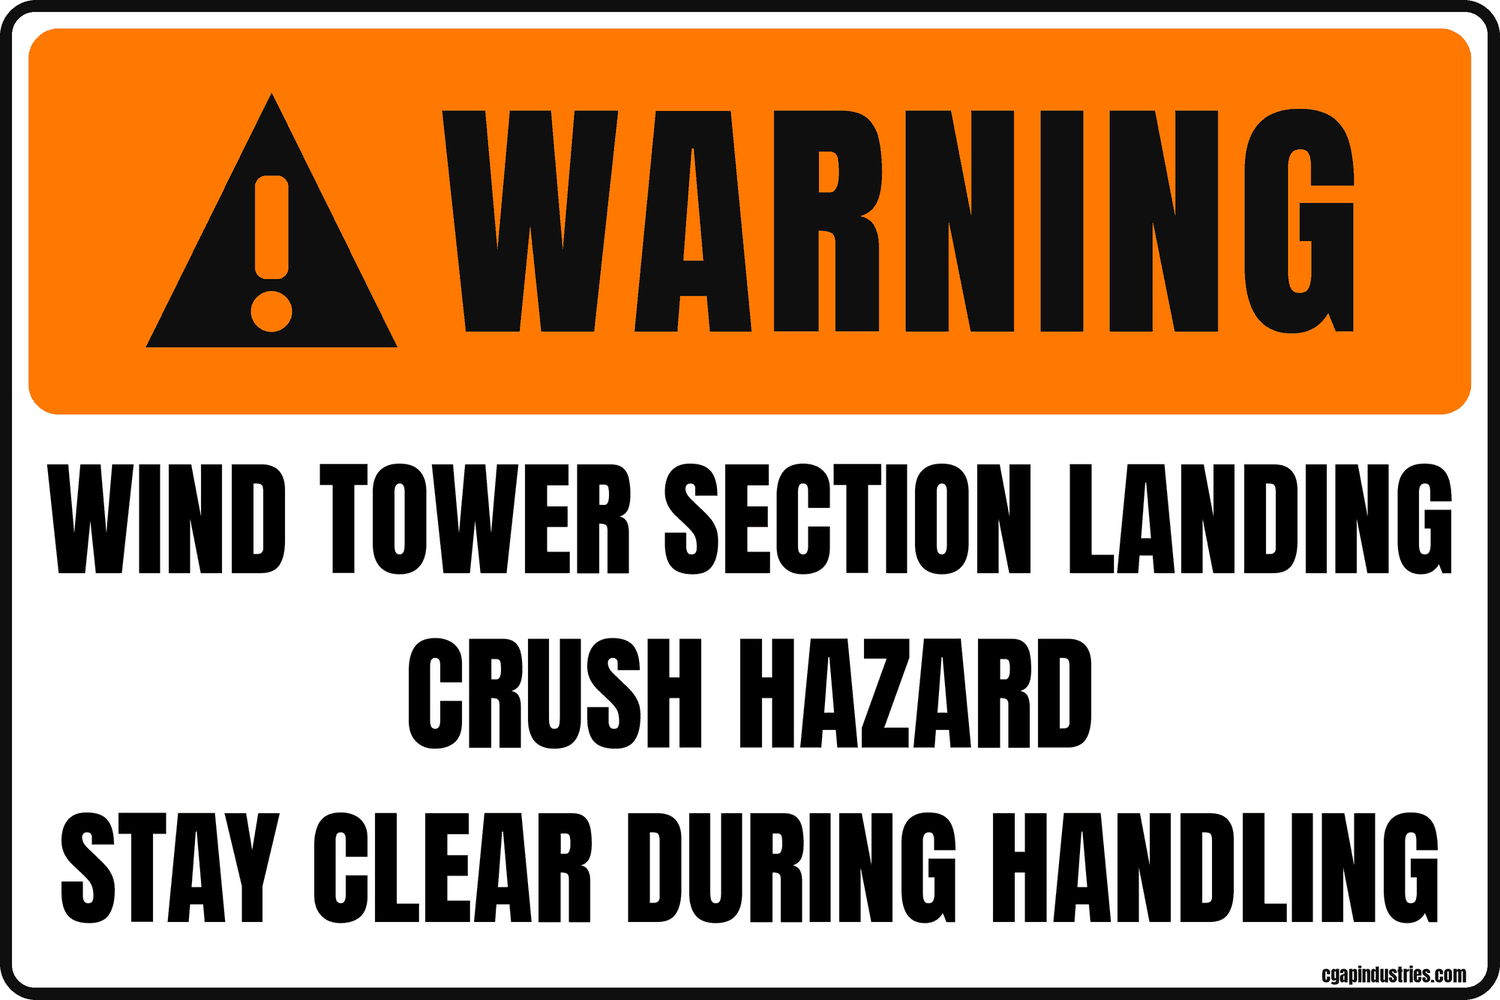 WARNING
WIND TOWER SECTION LANDING
CRUSH HAZARD
STAY CLEAR DURING HANDLING
cgapindustries.com